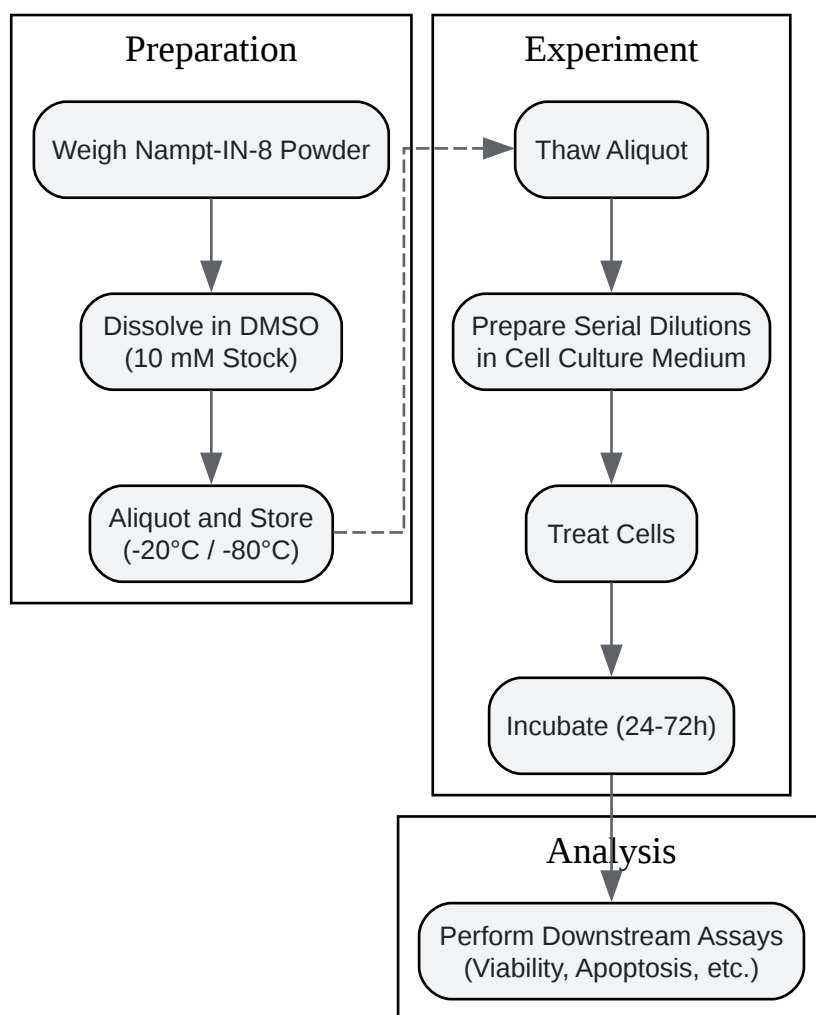 Preparation
Weigh Nampt-IN-8 Powder
Dissolve in DMSO
(10 mM Stock)
Aliquot and Store
(-20°C / -80°C)
Experiment
Thaw Aliquot
Prepare Serial Dilutions
in Cell Culture Medium
Treat Cells
Incubate (24-72h)
Analysis
Perform Downstream Assays
(Viability, Apoptosis, etc.)